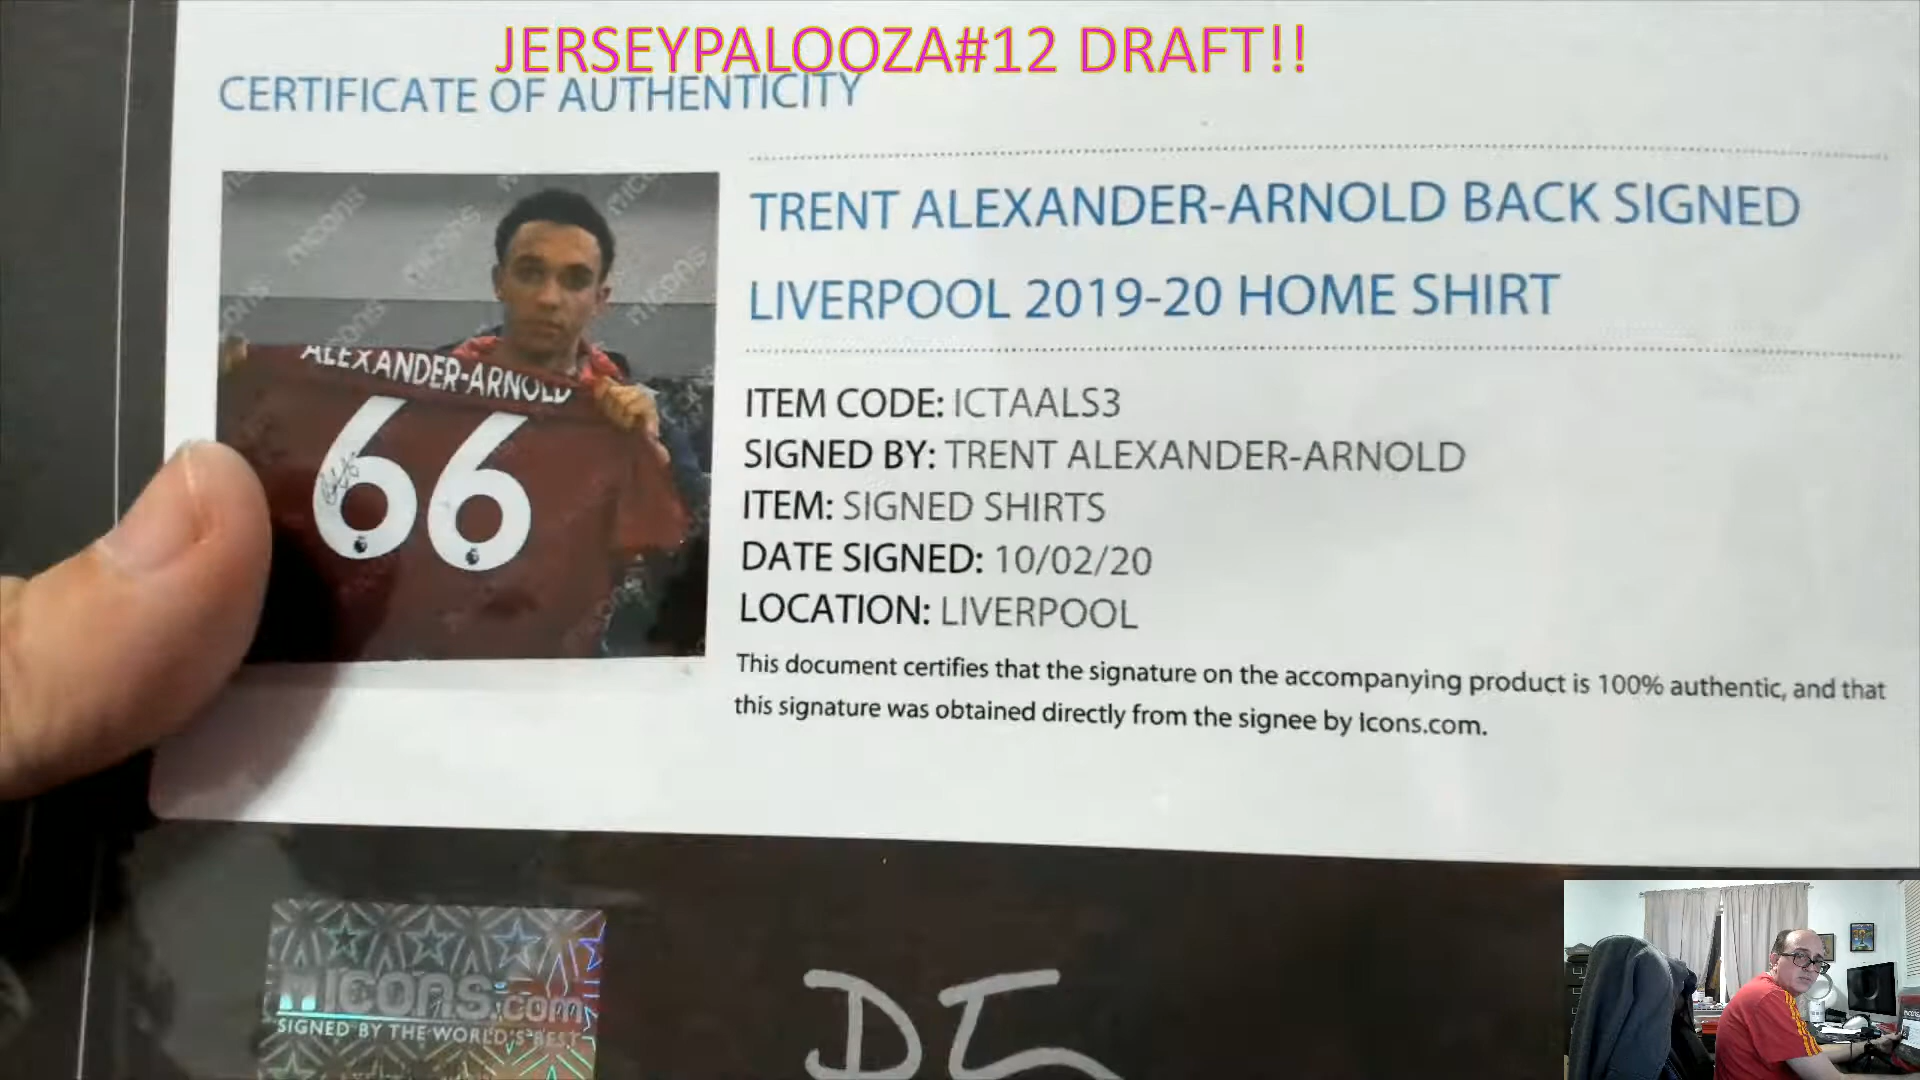 JERSEYPALOOZA#12 DRAFT!!
CERTIFICATE OF AUTHENTICITY
TRENT ALEXANDER-ARNOLD BACK SIGNED
LIVERPOOL 2019-20 HOME SHIRT
ALEXANDER-ARNOLD
66
ITEM CODE: ICTAALS3
SIGNED BY: TRENT ALEXANDER-ARNOLD
ITEM: SIGNED SHIRTS
DATE SIGNED: 10/02/20
LOCATION: LIVERPOOL
This document certifies that the signature on the accompanying product is 100% authentic, and that
this signature was obtained directly from the signee by Icons.com.
ICONS.com
SIGNED BY THE WORLD'S BEST